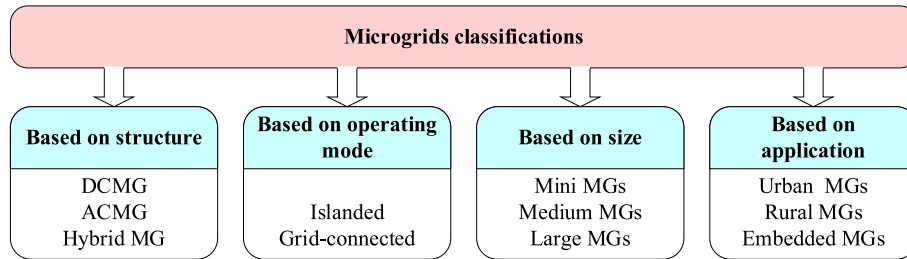 Microgrids classifications
Based on structure
DCMG
ACMG
Hybrid MG
Based on operating
mode
Islanded
Grid-connected
Based on size
Mini MGs
Medium MGs
Large MGs
Based on
application
Urban MGs
Rural MGs
Embedded MGs